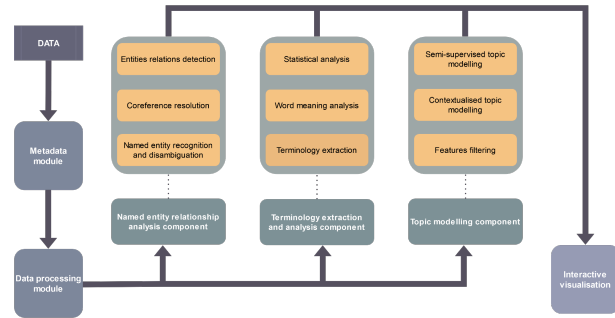 DATA
Metadata
module
Data processing
module
Entities relations detection
Coreference resolution
Named entity recognition
and disambiguation
Named entity relationship
analysis component
Statistical analysis
Word meaning analysis
Terminology extraction
Terminology extraction
and analysis component
Semi-supervised topic
modelling
Contextualised topic
modelling
Features filtering
Topic modelling component
Interactive
visualisation